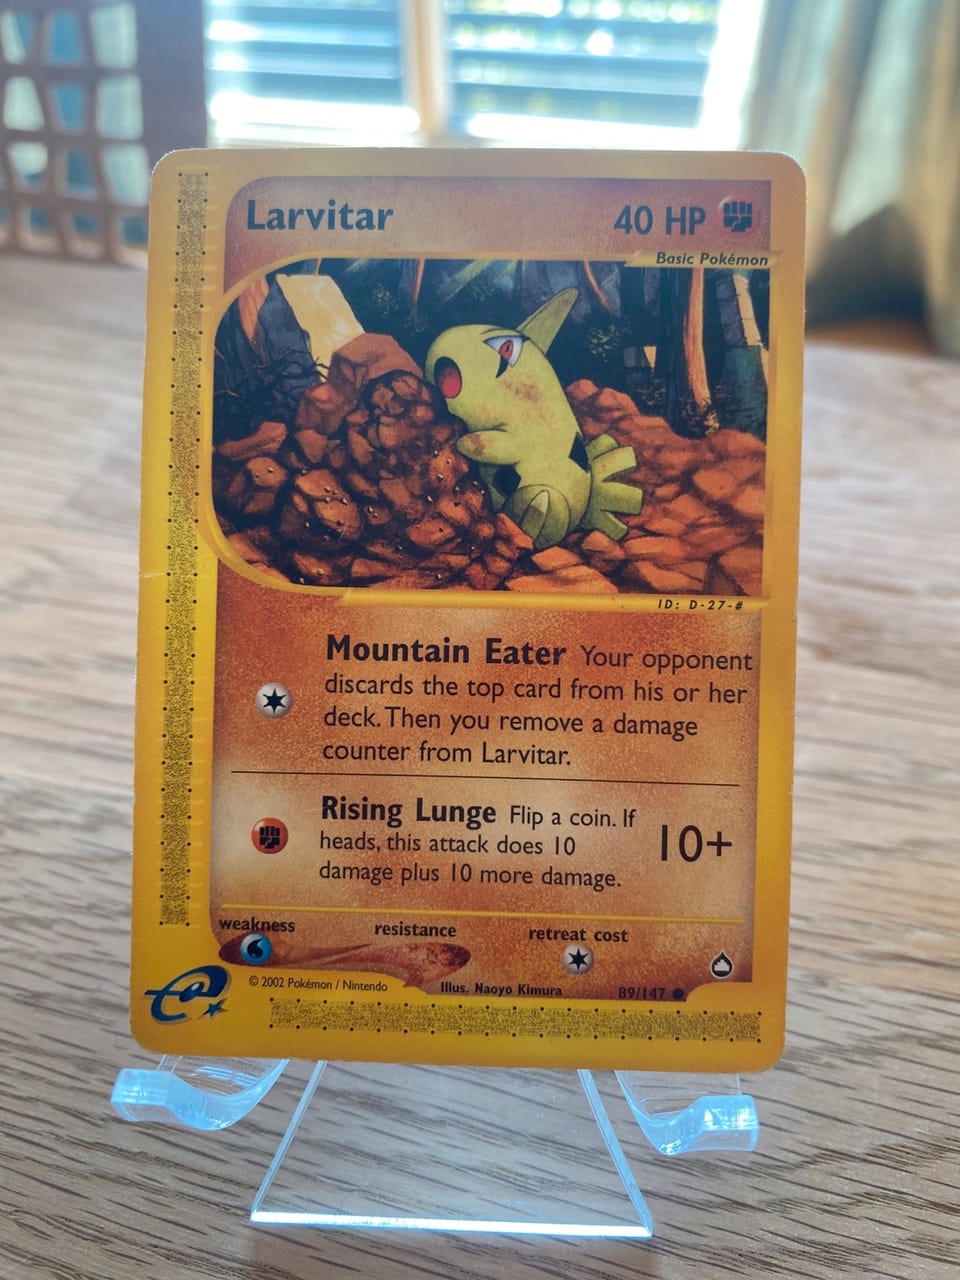 Larvitar 40 HP
Basic Pokémon
ID: D-27-#
Mountain Eater Your opponent
discards the top card from his or her
deck. Then you remove a damage
counter from Larvitar.
Rising Lunge Flip a coin. If
heads, this attack does 10
damage plus 10 more damage.
10+
weakness resistance retreat cost
© 2002 Pokémon / Nintendo Illus. Naoyo Kimura 89/147
e